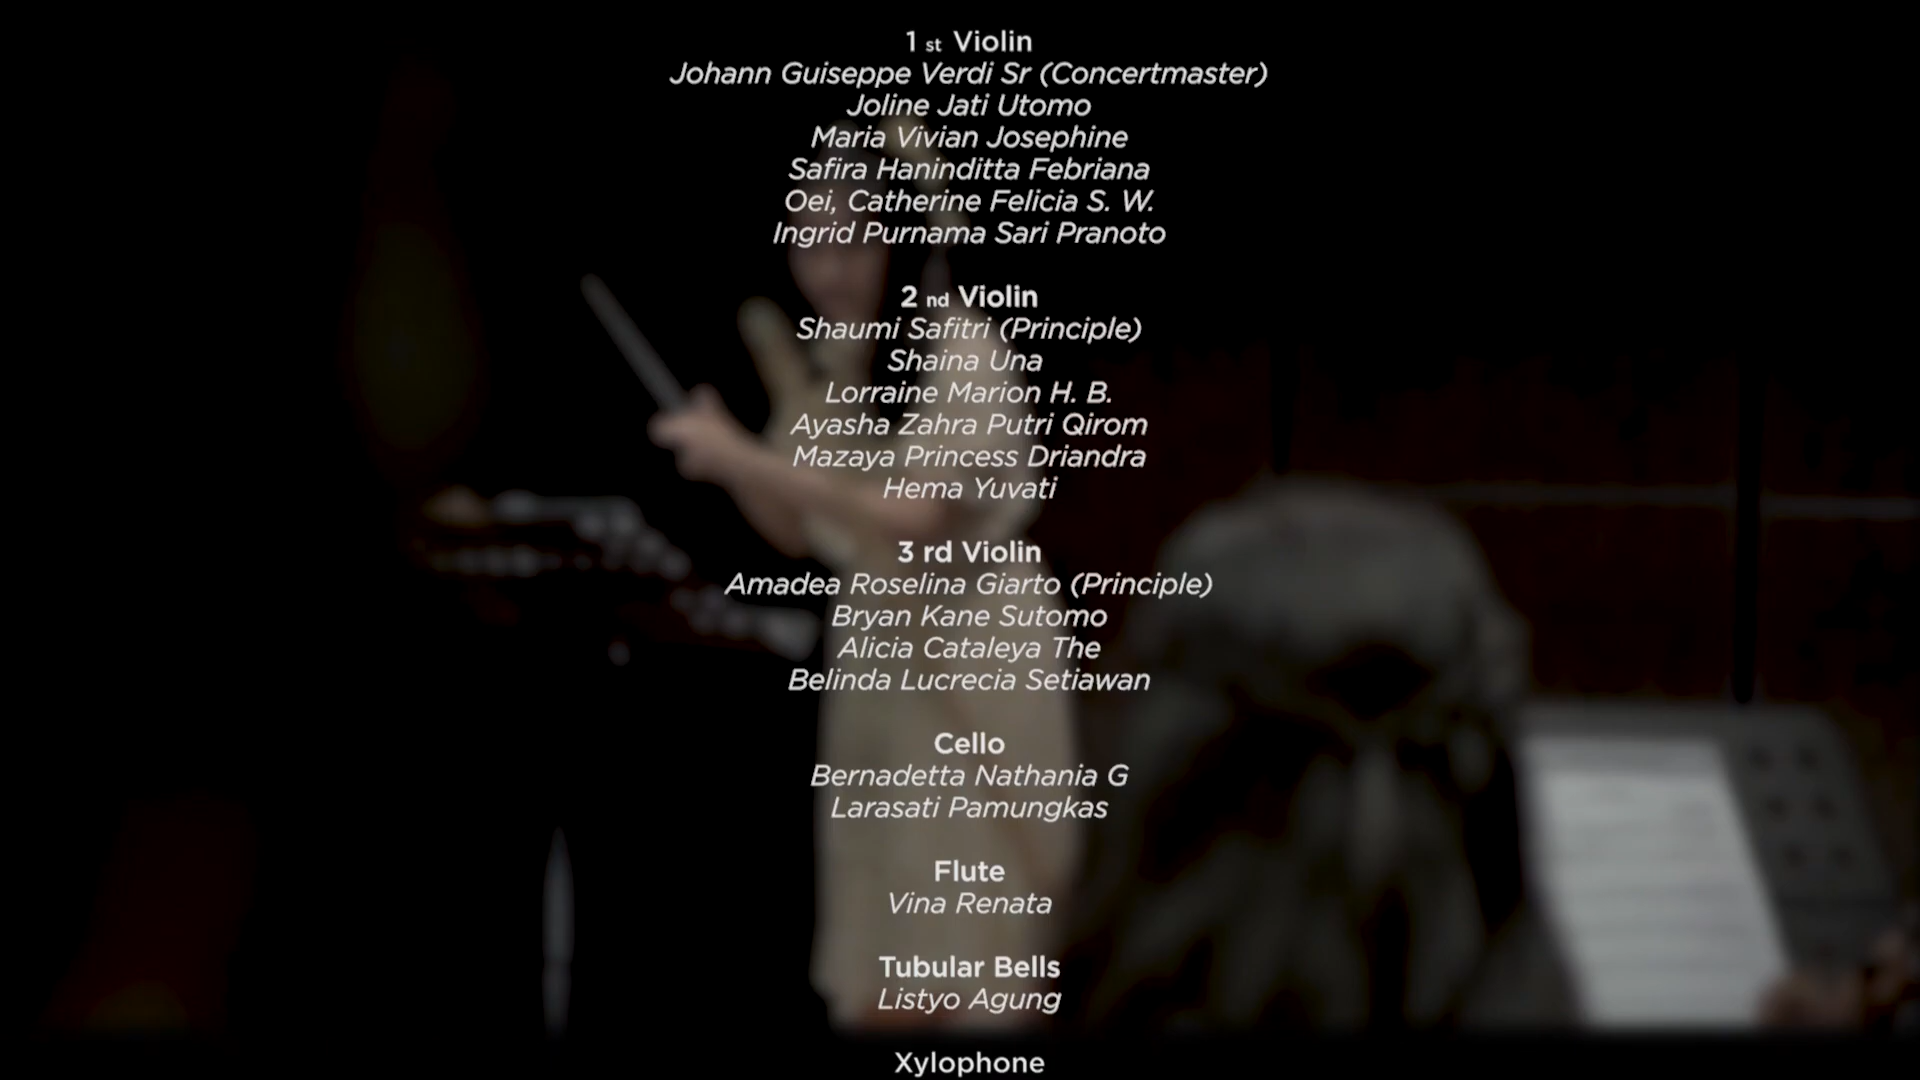 1 st Violin
Johann Guiseppe Verdi Sr (Concertmaster)
Joline Jati Utomo
Maria Vivian Josephine
Safira Haninditta Febriana
Oei, Catherine Felicia S. W.
Ingrid Purnama Sari Pranoto
2 nd Violin
Shaumi Safitri (Principle)
Shaina Una
Lorraine Marion H. B.
Ayasha Zahra Putri Qirom
Mazaya Princess Driandra
Hema Yuvati
3 rd Violin
Amadea Roselina Giarto (Principle)
Bryan Kane Sutomo
Alicia Cataleya The
Belinda Lucrecia Setiawan
Cello
Bernadetta Nathania G
Larasati Pamungkas
Flute
Vina Renata
Tubular Bells
Listyo Agung
Xylophone